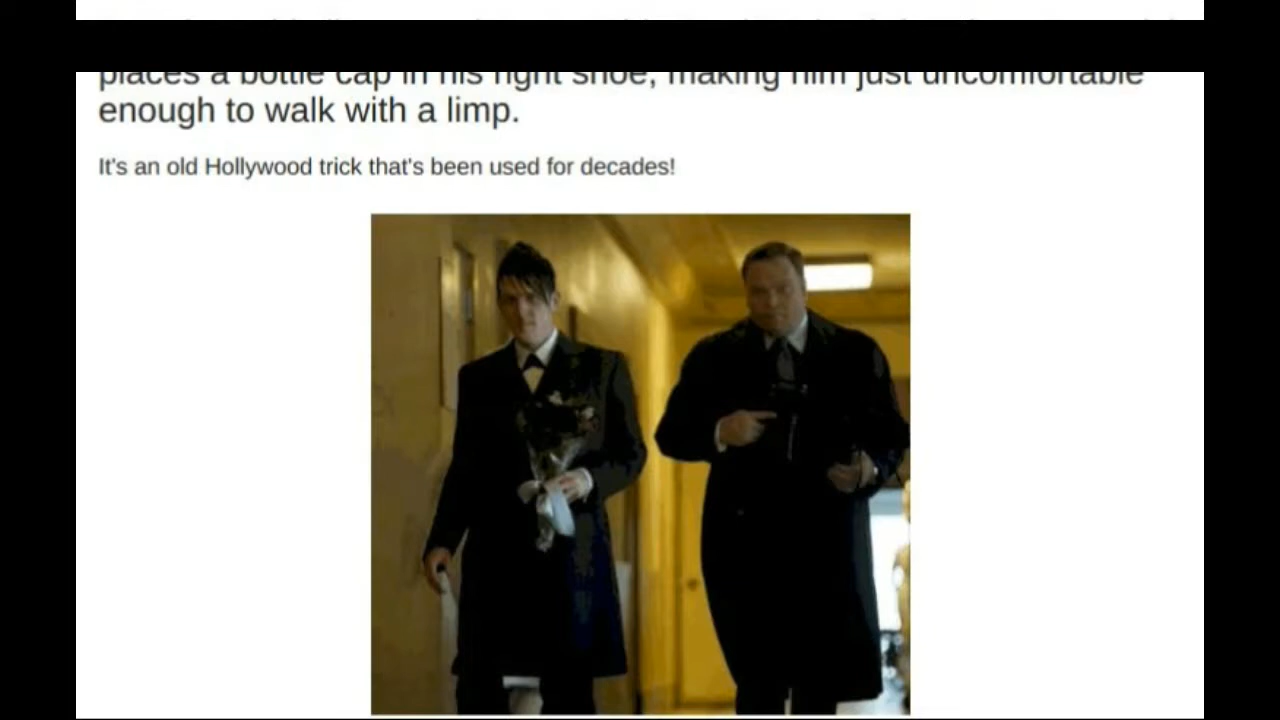 places a bottle cap in his right shoe, making him just uncomfortable
enough to walk with a limp.
It's an old Hollywood trick that's been used for decades!